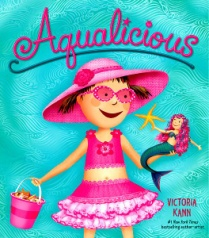 Aqualicious
VICTORIA
KANN
#1 New York Times
bestselling author-artist